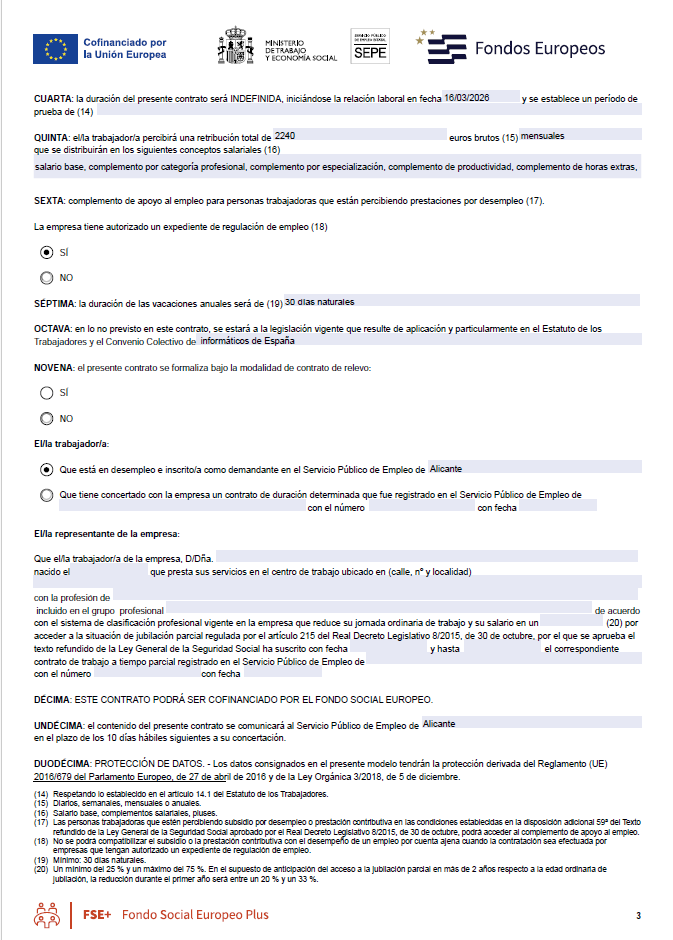 Cofinanciado por
la Unión Europea
MINISTERIO
DE TRABAJO
Y ECONOMÍA SOCIAL
SERVICIO PÚBLICO
DE EMPLEO ESTATAL
SEPE
Fondos Europeos
CUARTA: la duración del presente contrato será INDEFINIDA, iniciándose la relación laboral en fecha 16/03/2026 y se establece un período de
prueba de (14)
QUINTA: el/la trabajador/a percibirá una retribución total de 2240 euros brutos (15) mensuales
que se distribuirán en los siguientes conceptos salariales (16)
salario base, complemento por categoría profesional, complemento por especialización, complemento de productividad, complemento de horas extras,
SEXTA: complemento de apoyo al empleo para personas trabajadoras que están percibiendo prestaciones por desempleo (17).
La empresa tiene autorizado un expediente de regulación de empleo (18)
SÍ
NO
SÉPTIMA: la duración de las vacaciones anuales será de (19) 30 días naturales
OCTAVA: en lo no previsto en este contrato, se estará a la legislación vigente que resulte de aplicación y particularmente en el Estatuto de los
Trabajadores y el Convenio Colectivo de informáticos de España
NOVENA: el presente contrato se formaliza bajo la modalidad de contrato de relevo:
SÍ
NO
El/la trabajador/a:
Que está en desempleo e inscrito/a como demandante en el Servicio Público de Empleo de Alicante
Que tiene concertado con la empresa un contrato de duración determinada que fue registrado en el Servicio Público de Empleo de
con el número con fecha
El/la representante de la empresa:
Que el/la trabajador/a de la empresa, D/Dña.
nacido el que presta sus servicios en el centro de trabajo ubicado en (calle, nº y localidad)
con la profesión de
incluido en el grupo profesional de acuerdo
con el sistema de clasificación profesional vigente en la empresa que reduce su jornada ordinaria de trabajo y su salario en un (20) por
acceder a la situación de jubilación parcial regulada por el artículo 215 del Real Decreto Legislativo 8/2015, de 30 de octubre, por el que se aprueba el
texto refundido de la Ley General de la Seguridad Social ha suscrito con fecha y hasta el correspondiente
contrato de trabajo a tiempo parcial registrado en el Servicio Público de Empleo de
con el número con fecha
DÉCIMA: ESTE CONTRATO PODRÁ SER COFINANCIADO POR EL FONDO SOCIAL EUROPEO.
UNDÉCIMA: el contenido del presente contrato se comunicará al Servicio Público de Empleo de Alicante
en el plazo de los 10 días hábiles siguientes a su concertación.
DUODÉCIMA: PROTECCIÓN DE DATOS. - Los datos consignados en el presente modelo tendrán la protección derivada del Reglamento (UE)
2016/679 del Parlamento Europeo, de 27 de abril de 2016 y de la Ley Orgánica 3/2018, de 5 de diciembre.
(14) Respetando lo establecido en el artículo 14.1 del Estatuto de los Trabajadores.
(15) Diarios, semanales, mensuales o anuales.
(16) Salario base, complementos salariales, pluses.
(17) Las personas trabajadoras que estén percibiendo subsidio por desempleo o prestación contributiva en las condiciones establecidas en la disposición adicional 59ª del Texto
refundido de la Ley General de la Seguridad Social aprobado por el Real Decreto Legislativo 8/2015, de 30 de octubre, podrá acceder al complemento de apoyo al empleo.
(18) No se podrá compatibilizar el subsidio o la prestación contributiva con el desempeño de un empleo por cuenta ajena cuando la contratación sea efectuada por
empresas que tengan autorizado un expediente de regulación de empleo.
(19) Mínimo: 30 días naturales.
(20) Un mínimo del 25 % y un máximo del 75 %. En el supuesto de anticipación del acceso a la jubilación parcial en más de 2 años respecto a la edad ordinaria de
jubilación, la reducción durante el primer año será entre un 20 % y un 33 %.
FSE+ Fondo Social Europeo Plus
3